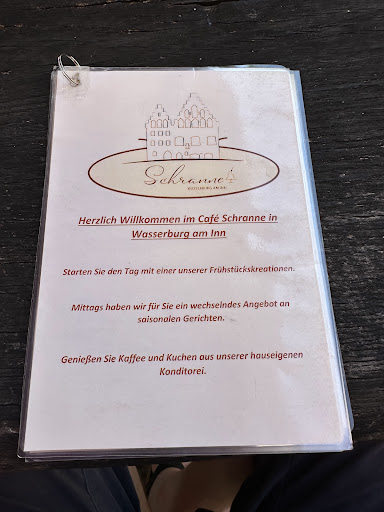 Schranne
WASSERBURG AM INN
Herzlich Willkommen im Café Schranne in
Wasserburg am Inn
Starten Sie den Tag mit einer unserer Frühstückskreationen.
Mittags haben wir für Sie ein wechselndes Angebot an
saisonalen Gerichten.
Genießen Sie Kaffee und Kuchen aus unserer hauseigenen
Konditorei.